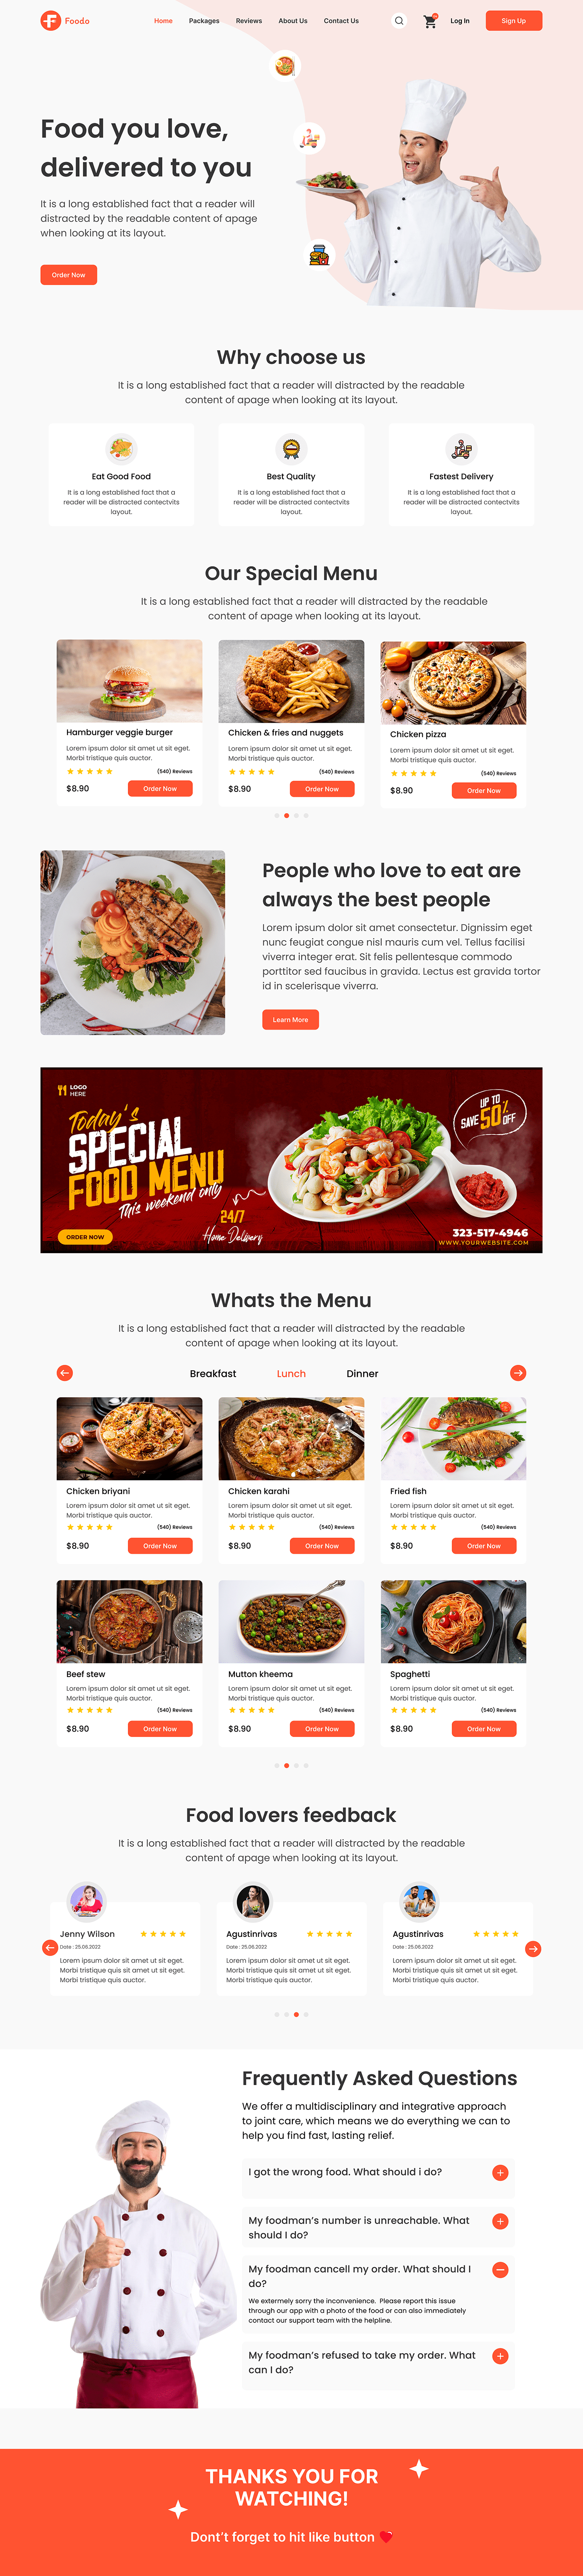 Foodo
Home Packages Reviews About Us Contact Us Log In Sign Up
Food you love,
delivered to you
It is a long established fact that a reader will
distracted by the readable content of apage
when looking at its layout.
Order Now
Why choose us
It is a long established fact that a reader will distracted by the readable
content of apage when looking at its layout.
Eat Good Food
It is a long established fact that a
reader will be distracted contectvits
layout.
Best Quality
It is a long established fact that a
reader will be distracted contectvits
layout.
Fastest Delivery
It is a long established fact that a
reader will be distracted contectvits
layout.
Our Special Menu
It is a long established fact that a reader will distracted by the readable
content of apage when looking at its layout.
Hamburger veggie burger
Lorem ipsum dolor sit amet ut sit eget.
Morbi tristique quis auctor.
(540) Reviews
$8.90
Order Now
Chicken & fries and nuggets
Lorem ipsum dolor sit amet ut sit eget.
Morbi tristique quis auctor.
(540) Reviews
$8.90
Order Now
Chicken pizza
Lorem ipsum dolor sit amet ut sit eget.
Morbi tristique quis auctor.
(540) Reviews
$8.90
Order Now
People who love to eat are
always the best people
Lorem ipsum dolor sit amet consectetur. Dignissim eget
nunc feugiat congue nisl mauris cum vel. Tellus facilisi
viverra integer erat. Sit felis pellentesque commodo
porttitor sed faucibus in gravida. Lectus est gravida tortor
id in scelerisque viverra.
Learn More
LOGO
HERE
Today's
SPECIAL
FOOD MENU
This weekend only
24/7
Home Delivery
ORDER NOW
UP TO
SAVE 50% OFF
323-517-4946
WWW.YOURWEBSITE.COM
Whats the Menu
It is a long established fact that a reader will distracted by the readable
content of apage when looking at its layout.
Breakfast Lunch Dinner
Chicken briyani
Lorem ipsum dolor sit amet ut sit eget.
Morbi tristique quis auctor.
(540) Reviews
$8.90
Order Now
Chicken karahi
Lorem ipsum dolor sit amet ut sit eget.
Morbi tristique quis auctor.
(540) Reviews
$8.90
Order Now
Fried fish
Lorem ipsum dolor sit amet ut sit eget.
Morbi tristique quis auctor.
(540) Reviews
$8.90
Order Now
Beef stew
Lorem ipsum dolor sit amet ut sit eget.
Morbi tristique quis auctor.
(540) Reviews
$8.90
Order Now
Mutton kheema
Lorem ipsum dolor sit amet ut sit eget.
Morbi tristique quis auctor.
(540) Reviews
$8.90
Order Now
Spaghetti
Lorem ipsum dolor sit amet ut sit eget.
Morbi tristique quis auctor.
(540) Reviews
$8.90
Order Now
Food lovers feedback
It is a long established fact that a reader will distracted by the readable
content of apage when looking at its layout.
Jenny Wilson
Date : 25.06.2022
Lorem ipsum dolor sit amet ut sit eget.
Morbi tristique quis sit amet ut sit eget.
Morbi tristique quis auctor.
Agustinrivas
Date : 25.06.2022
Lorem ipsum dolor sit amet ut sit eget.
Morbi tristique quis sit amet ut sit eget.
Morbi tristique quis auctor.
Agustinrivas
Date : 25.06.2022
Lorem ipsum dolor sit amet ut sit eget.
Morbi tristique quis sit amet ut sit eget.
Morbi tristique quis auctor.
Frequently Asked Questions
We offer a multidisciplinary and integrative approach
to joint care, which means we do everything we can to
help you find fast, lasting relief.
I got the wrong food. What should i do?
My foodman's number is unreachable. What
should I do?
My foodman cancell my order. What should I
do?
We extermely sorry the inconvenience. Please report this issue
through our app with a photo of the food or can also immediately
contact our support team with the helpline.
My foodman's refused to take my order. What
can I do?
THANKS YOU FOR
WATCHING!
Dont't forget to hit like button